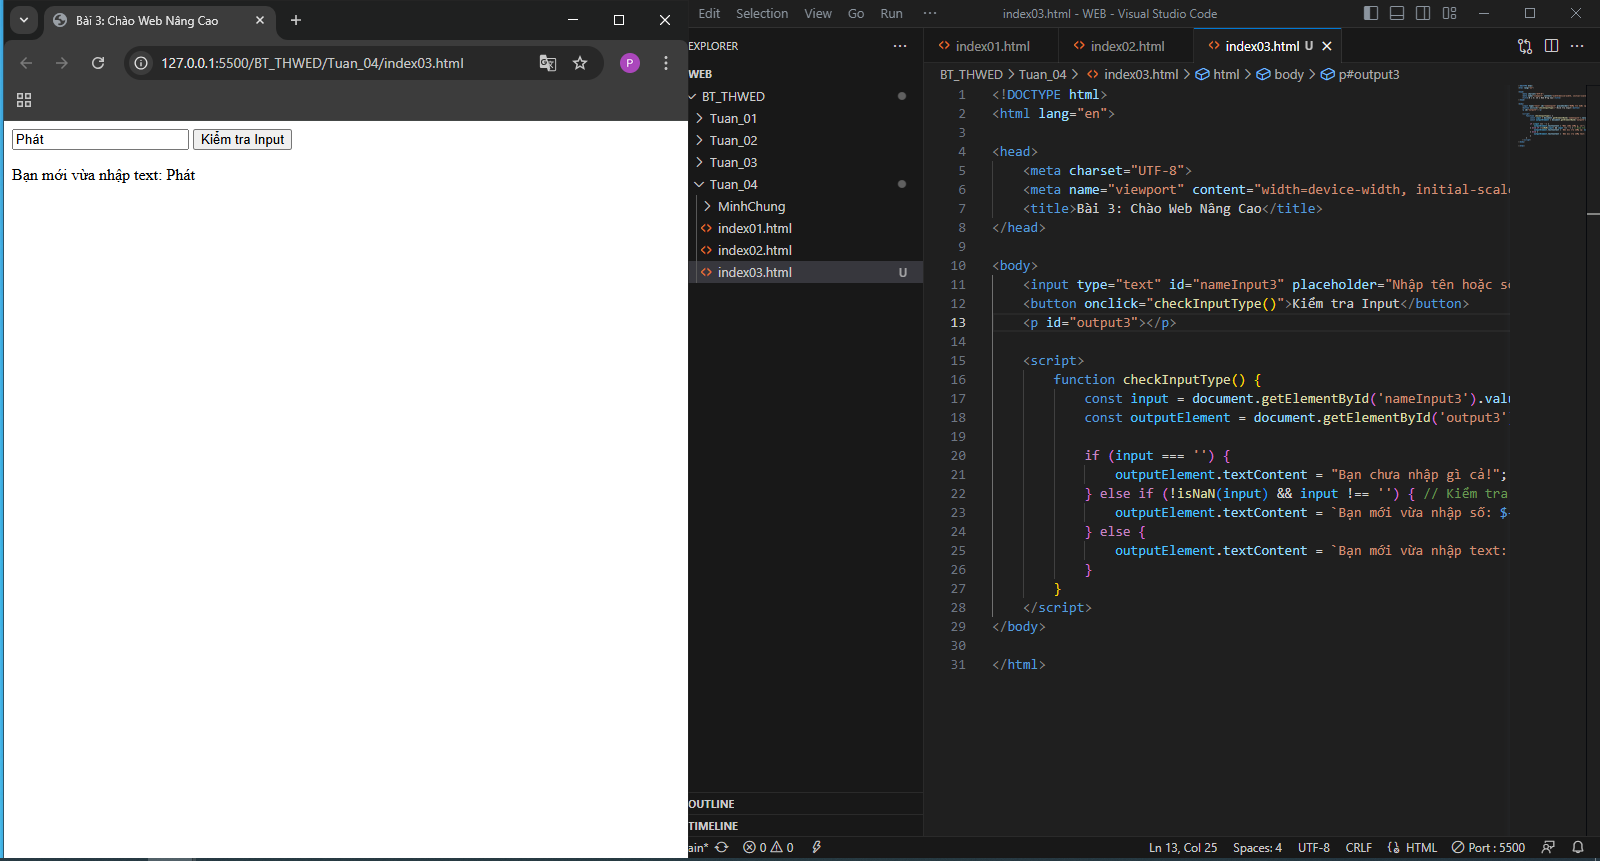 Bài 3: Chào Web Nâng Cao
127.0.0.1:5500/BT_THWED/Tuan_04/index03.html
P
Phát
Kiểm tra Input
Bạn mới vừa nhập text: Phát
Edit Selection View Go Run ···
index03.html - WEB - Visual Studio Code
EXPLORER
WEB
BT_THWED
Tuan_01
Tuan_02
Tuan_03
Tuan_04
MinhChung
index01.html
index02.html
index03.html U
OUTLINE
TIMELINE
index01.html index02.html index03.html U
BT_THWED > Tuan_04 > index03.html > html > body > p#output3
1 <!DOCTYPE html>
2 <html lang="en">
3
4 <head>
5 <meta charset="UTF-8">
6 <meta name="viewport" content="width=device-width, initial-scale
7 <title>Bài 3: Chào Web Nâng Cao</title>
8 </head>
9
10 <body>
11 <input type="text" id="nameInput3" placeholder="Nhập tên hoặc số
12 <button onclick="checkInputType()">Kiểm tra Input</button>
13 <p id="output3"></p>
14
15 <script>
16 function checkInputType() {
17 const input = document.getElementById('nameInput3').valu
18 const outputElement = document.getElementById('output3'
19
20 if (input === '') {
21 outputElement.textContent = "Bạn chưa nhập gì cả!";
22 } else if (!isNaN(input) && input !== '') { // Kiểm tra
23 outputElement.textContent = `Bạn mới vừa nhập số: $
24 } else {
25 outputElement.textContent = `Bạn mới vừa nhập text:
26 }
27 }
28 </script>
29 </body>
30
31 </html>
ain* 0 0
Ln 13, Col 25 Spaces: 4 UTF-8 CRLF HTML Port : 5500